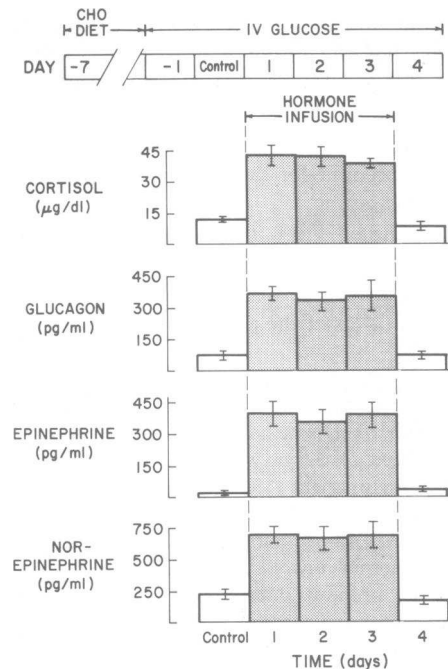 CHO
DIET
IV GLUCOSE
DAY -7 -1 Control 1 2 3 4
HORMONE
INFUSION
CORTISOL
(µg/dl)
45
30
15
GLUCAGON
(pg/ml)
450
300
150
EPINEPHRINE
(pg/ml)
450
300
150
NOR-
EPINEPHRINE
(pg/ml)
750
500
250
Control 1 2 3 4
TIME (days)